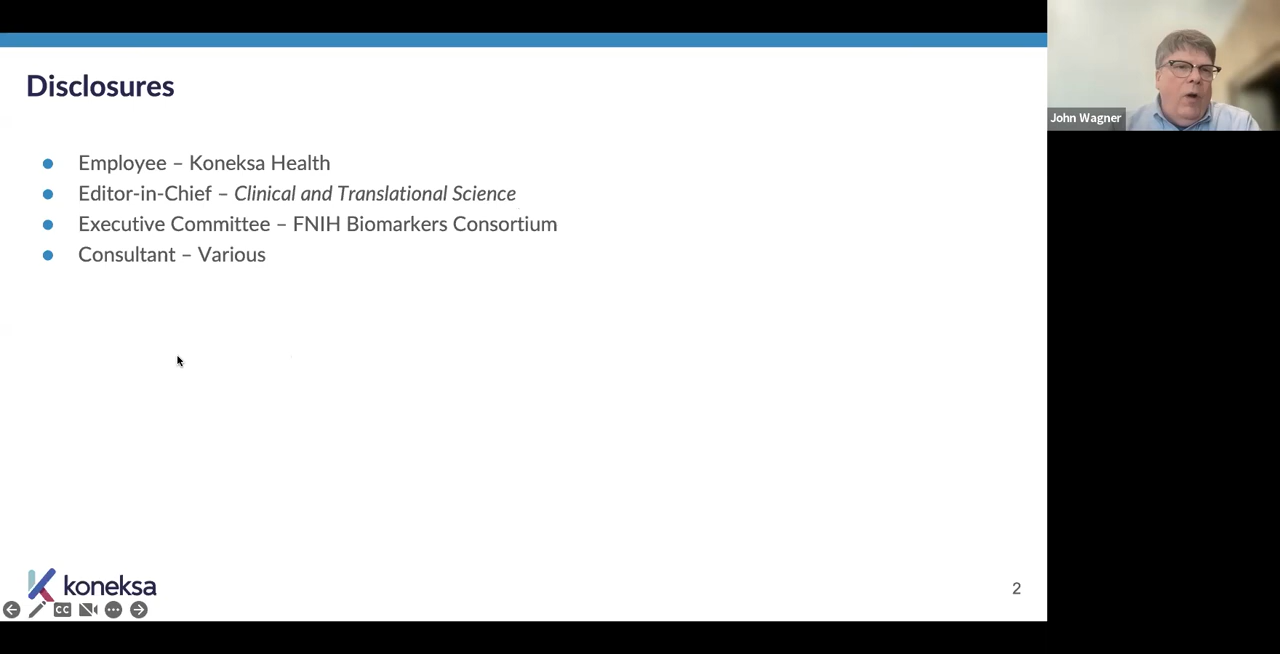 Disclosures
Employee – Koneksa Health
Editor-in-Chief – Clinical and Translational Science
Executive Committee – FNIH Biomarkers Consortium
Consultant – Various
koneksa
CC
2
John Wagner